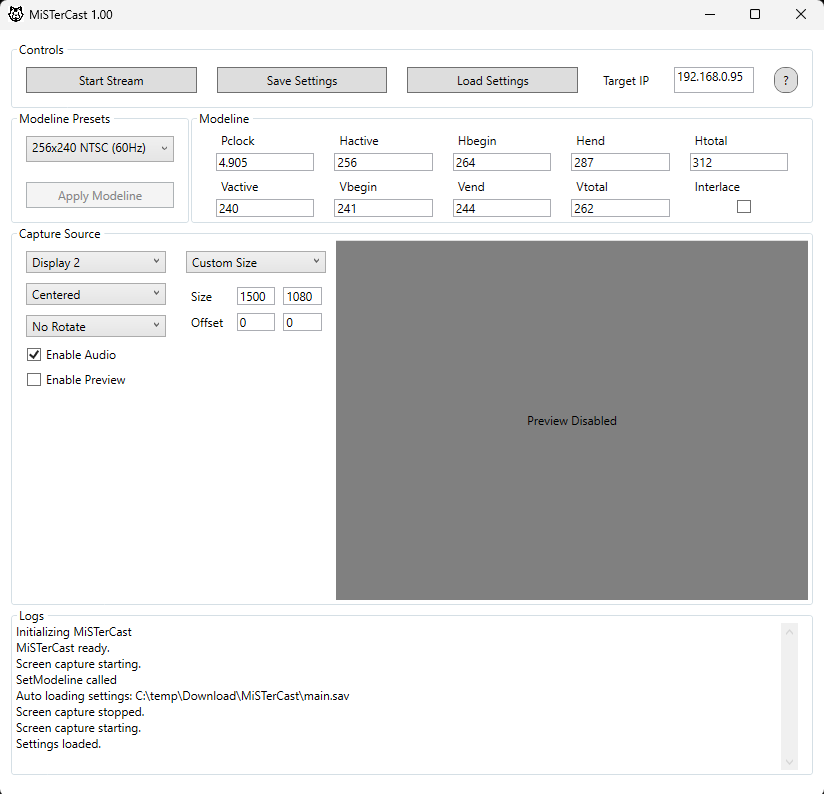 MiSTerCast 1.00
Controls
Start Stream Save Settings Load Settings Target IP 192.168.0.95 ?
Modeline Presets
256x240 NTSC (60Hz)
Apply Modeline
Modeline
Pclock Hactive Hbegin Hend Htotal
4.905 256 264 287 312
Vactive Vbegin Vend Vtotal Interlace
240 241 244 262
Capture Source
Display 2 Custom Size
Centered Size 1500 1080
No Rotate Offset 0 0
Enable Audio
Enable Preview
Preview Disabled
Logs
Initializing MiSTerCast
MiSTerCast ready.
Screen capture starting.
SetModeline called
Auto loading settings: C:\temp\Download\MiSTerCast\main.sav
Screen capture stopped.
Screen capture starting.
Settings loaded.